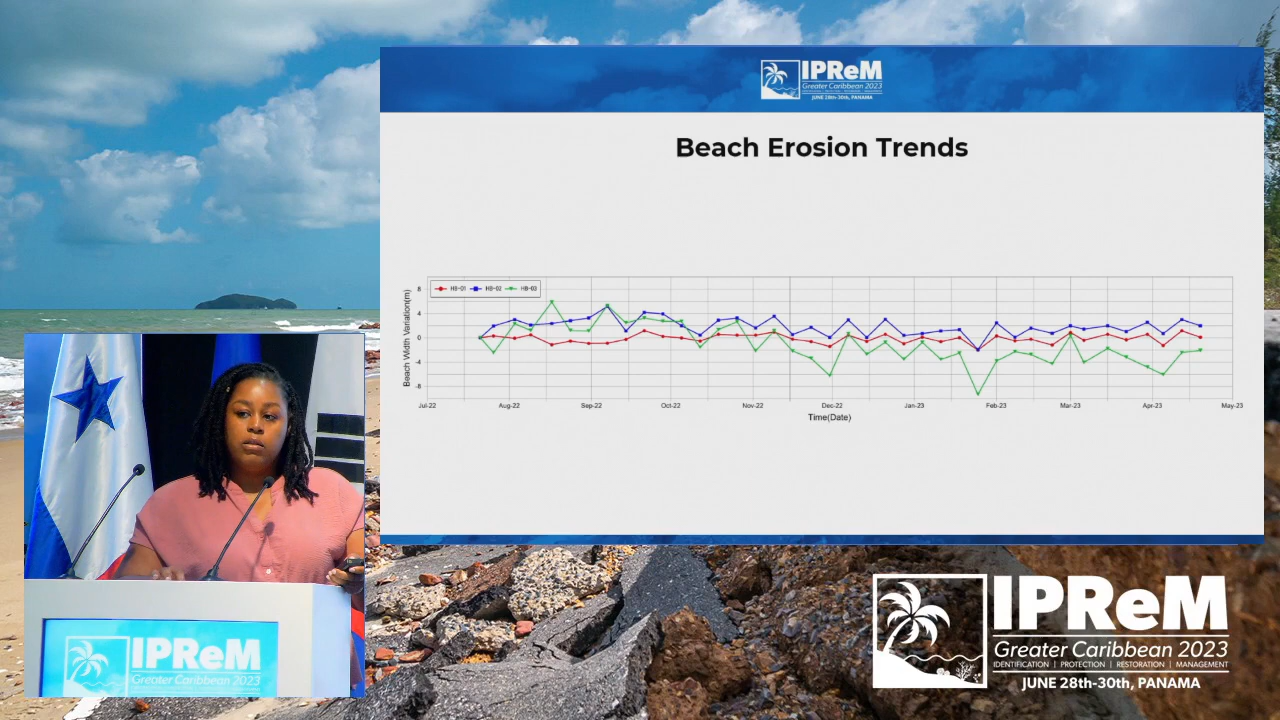 IPReM
Greater Caribbean 2023
JUNE 28th-30th, PANAMA
Beach Erosion Trends
HB-01 HB-02 HB-03
Beach Width Variation(m)
8
4
0
-4
-8
Jul-22 Aug-22 Sep-22 Oct-22 Nov-22 Dec-22 Jan-23 Feb-23 Mar-23 Apr-23 May-23
Time(Date)
IPReM
Greater Caribbean 2023
IPReM
Greater Caribbean 2023
IDENTIFICATION | PROTECTION | RESTORATION | MANAGEMENT
JUNE 28th-30th, PANAMA